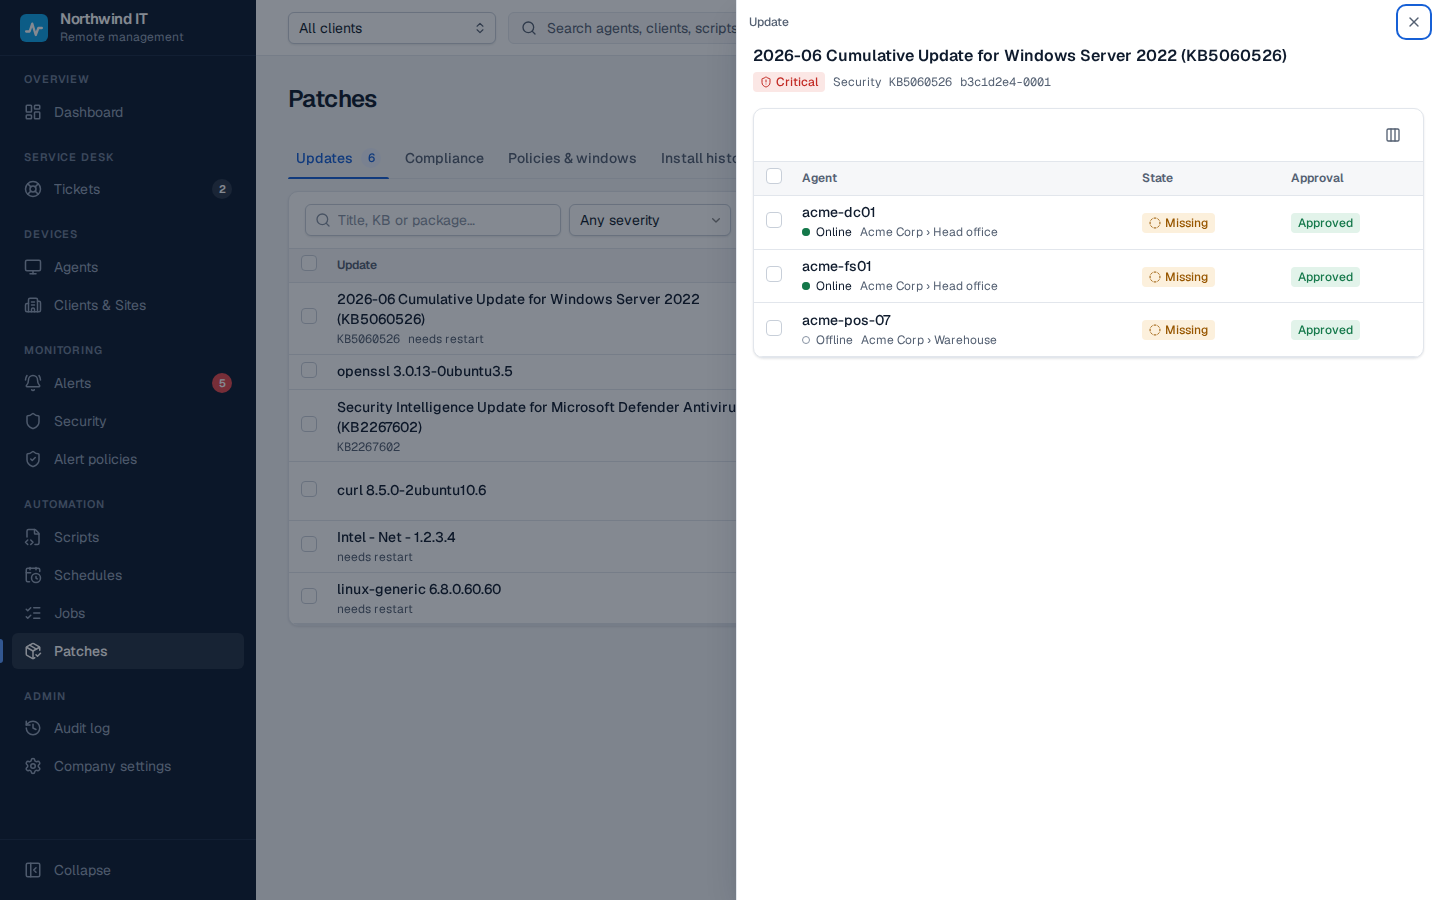 Northwind IT
Remote management
OVERVIEW
Dashboard
SERVICE DESK
Tickets 2
DEVICES
Agents
Clients & Sites
MONITORING
Alerts 5
Security
Alert policies
AUTOMATION
Scripts
Schedules
Jobs
Patches
ADMIN
Audit log
Company settings
Collapse
All clients
Search agents, clients, scripts
Patches
Updates 6 Compliance Policies & windows Install histo
Title, KB or package... Any severity
Update
2026-06 Cumulative Update for Windows Server 2022
(KB5060526)
KB5060526 needs restart
openssl 3.0.13-0ubuntu3.5
Security Intelligence Update for Microsoft Defender Antiviru
(KB2267602)
KB2267602
curl 8.5.0-2ubuntu10.6
Intel - Net - 1.2.3.4
needs restart
linux-generic 6.8.0.60.60
needs restart
Update
2026-06 Cumulative Update for Windows Server 2022 (KB5060526)
Critical Security KB5060526 b3c1d2e4-0001
Agent State Approval
acme-dc01
Online Acme Corp › Head office
Missing Approved
acme-fs01
Online Acme Corp › Head office
Missing Approved
acme-pos-07
Offline Acme Corp › Warehouse
Missing Approved